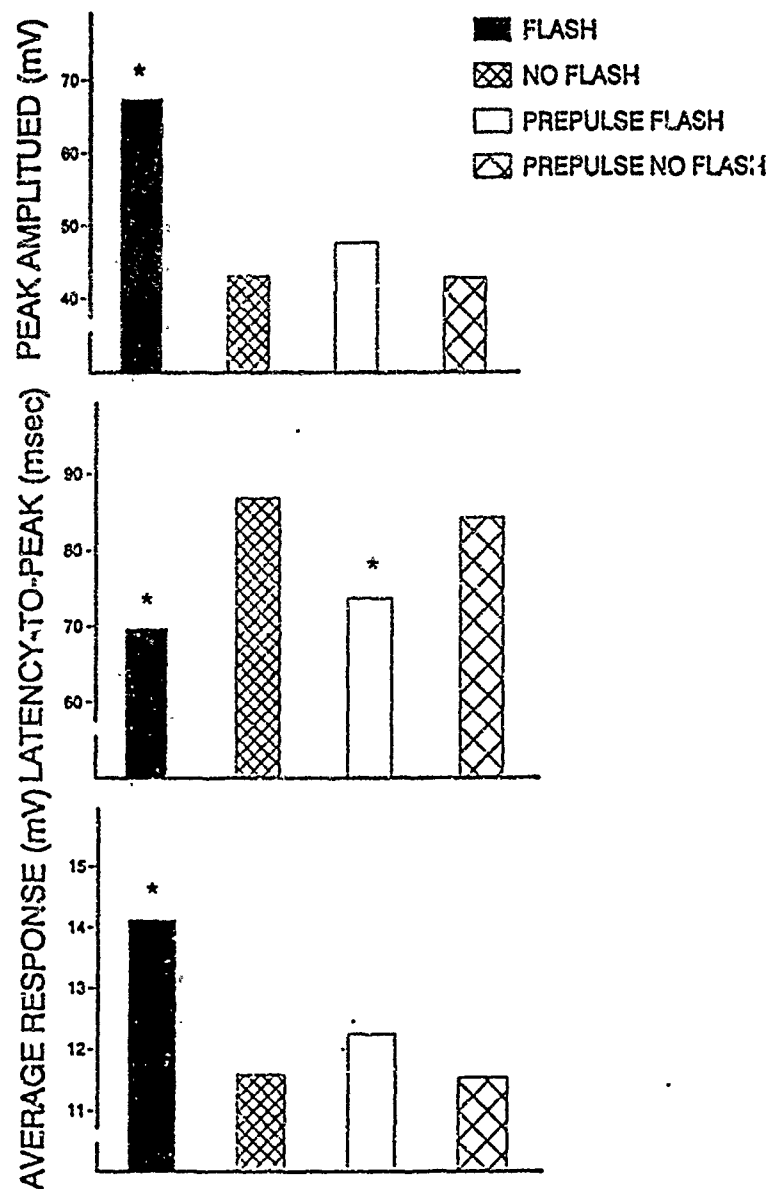 PEAK AMPLITUED (mV)
70
60
50
40
*
FLASH
NO FLASH
PREPULSE FLASH
PREPULSE NO FLASH
LATENCY-TO-PEAK (msec)
90
80
70
60
*
*
AVERAGE RESPONSE (mV)
15
14
13
12
11
*